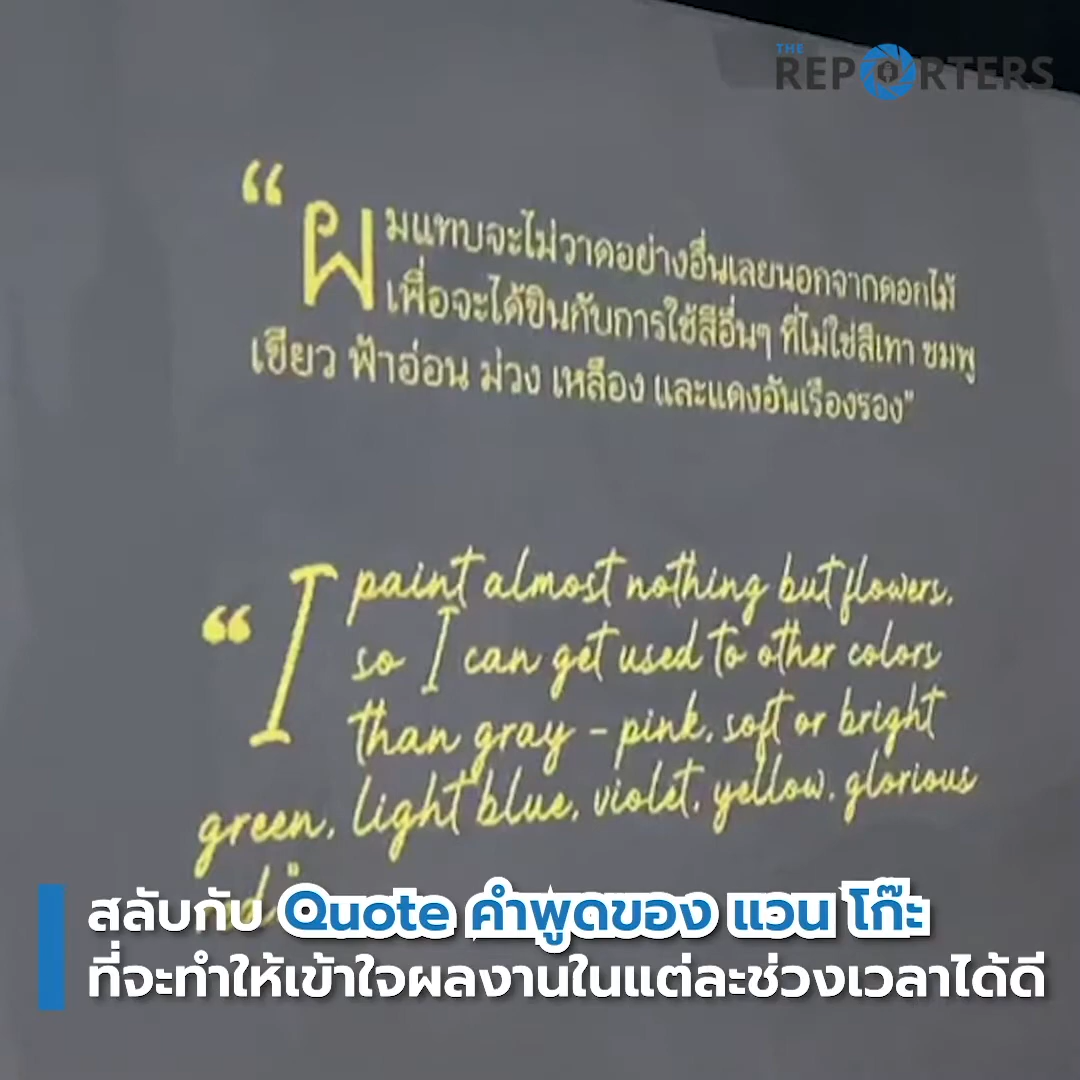 THE
REPORTERS
“ผมแทบจะไม่วาดอย่างอื่นเลยนอกจากดอกไม้
เพื่อจะได้ชินกับการใช้สีอื่นๆ ที่ไม่ใช่สีเทา ชมพู
เขียว ฟ้าอ่อน ม่วง เหลือง และแดงอันเรืองรอง”
“I paint almost nothing but flowers,
so I can get used to other colors
than gray – pink, soft or bright
green, light blue, violet, yellow, glorious
สลับกับ Quote คำพูดของ แวน โก๊ะ
ที่จะทำให้เข้าใจผลงานในแต่ละช่วงเวลาได้ดี